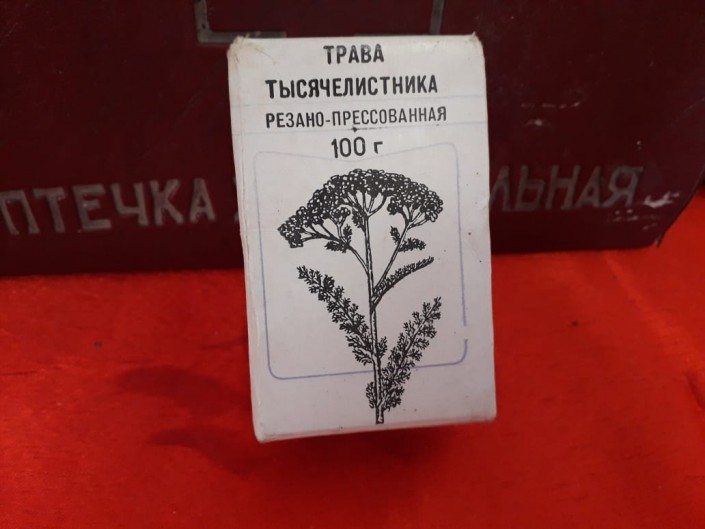 ТРАВА
ТЫСЯЧЕЛИСТНИКА
РЕЗАНО-ПРЕССОВАННАЯ
100 г
ПТЕЧКА ЛЬНАЯ